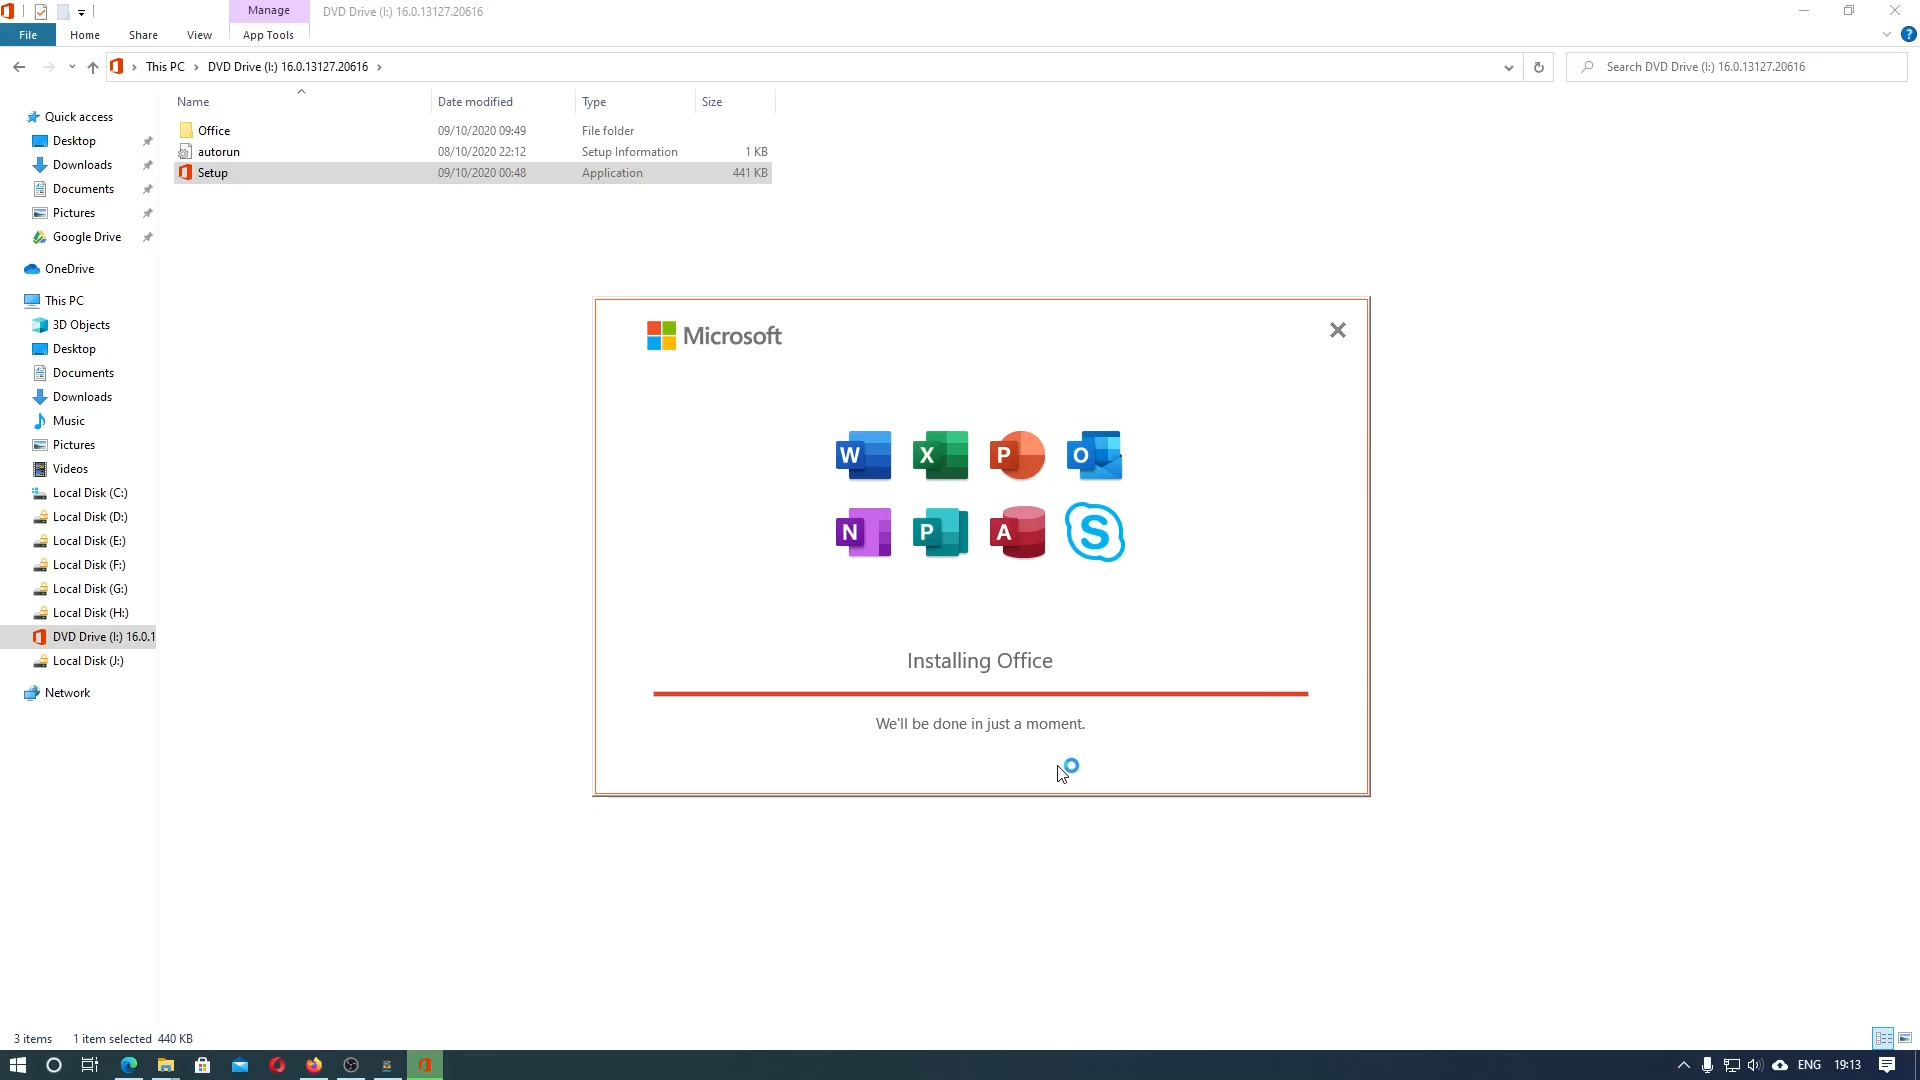 Manage
DVD Drive (I:) 16.0.13127.20616
File
Home
Share
View
App Tools
?
This PC
DVD Drive (I:) 16.0.13127.20616
Search DVD Drive (I:) 16.0.13127.20616
Name
Date modified
Type
Size
Office
09/10/2020 09:49
File folder
autorun
08/10/2020 22:12
Setup Information
1 KB
Setup
09/10/2020 00:48
Application
441 KB
Quick access
Desktop
Downloads
Documents
Pictures
Google Drive
OneDrive
This PC
3D Objects
Desktop
Documents
Downloads
Music
Pictures
Videos
Local Disk (C:)
Local Disk (D:)
Local Disk (E:)
Local Disk (F:)
Local Disk (G:)
Local Disk (H:)
DVD Drive (I:) 16.0.1
Local Disk (J:)
Network
Microsoft
W
X
P
O
N
P
A
S
Installing Office
We'll be done in just a moment.
3 items
1 item selected 440 KB
ENG
19:13